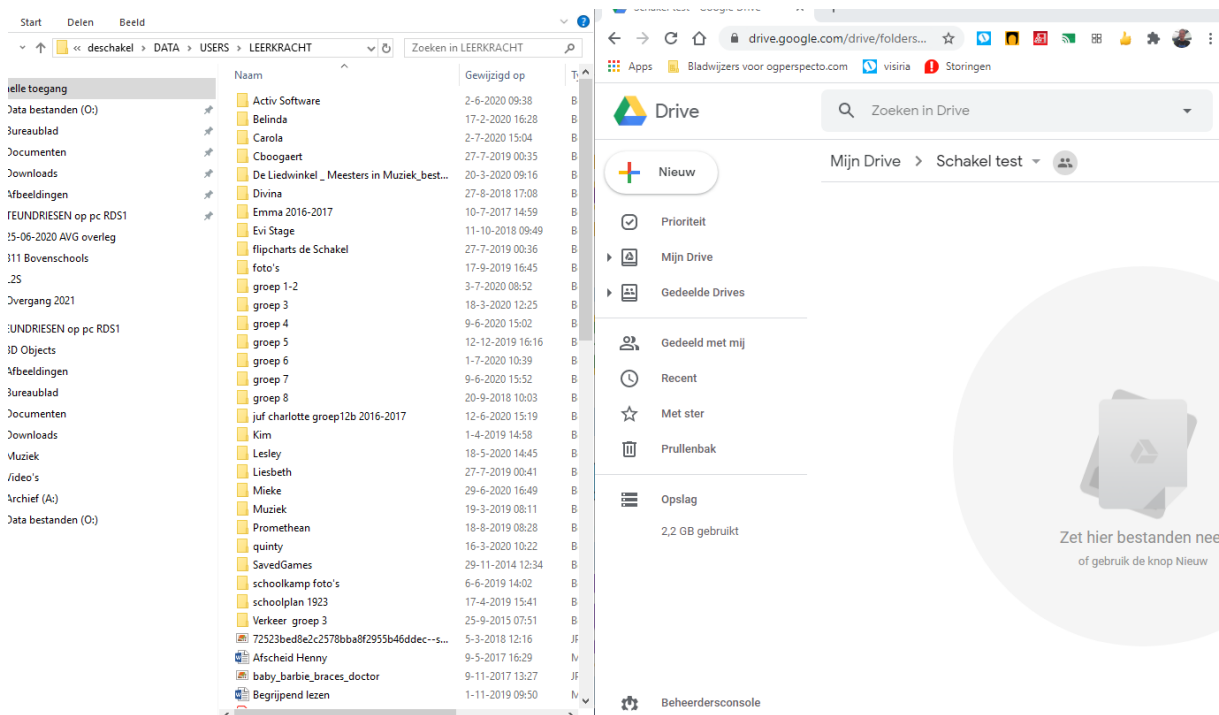 Start Delen Beeld
« deschakel > DATA > USERS > LEERKRACHT
Zoeken in LEERKRACHT
nelle toegang
Data bestanden (O:)
Bureaublad
Documenten
Downloads
Afbeeldingen
TEUNDRIESEN op pc RDS1
25-06-2020 AVG overleg
311 Bovenschools
L2S
Overgang 2021
EUNDRIESEN op pc RDS1
3D Objects
Afbeeldingen
Bureaublad
Documenten
Downloads
Muziek
Video's
Archief (A:)
Data bestanden (O:)
Naam Gewijzigd op Ty
Activ Software 2-6-2020 09:38 B
Belinda 17-2-2020 16:28 B
Carola 2-7-2020 15:04 B
Cboogaert 27-7-2019 00:35 B
De Liedwinkel _ Meesters in Muziek_best... 20-3-2020 09:16 B
Divina 27-8-2018 17:08 B
Emma 2016-2017 10-7-2017 14:59 B
Evi Stage 11-10-2018 09:49 B
flipcharts de Schakel 27-7-2019 00:36 B
foto's 17-9-2019 16:45 B
groep 1-2 3-7-2020 08:52 B
groep 3 18-3-2020 12:25 B
groep 4 9-6-2020 15:02 B
groep 5 12-12-2019 16:16 B
groep 6 1-7-2020 10:39 B
groep 7 9-6-2020 15:52 B
groep 8 20-9-2018 10:03 B
juf charlotte groep12b 2016-2017 12-6-2020 15:19 B
Kim 1-4-2019 14:58 B
Lesley 18-5-2020 14:45 B
Liesbeth 27-7-2019 00:41 B
Mieke 29-6-2020 16:49 B
Muziek 19-3-2019 08:11 B
Promethean 18-8-2019 08:28 B
quinty 16-3-2020 10:22 B
SavedGames 29-11-2014 12:34 B
schoolkamp foto's 6-6-2019 14:02 B
schoolplan 1923 17-4-2019 15:41 B
Verkeer groep 3 25-9-2015 07:51 B
72523bed8e2c2578bba8f2955b46ddec--s... 5-3-2018 12:16 JF
Afscheid Henny 9-5-2017 16:29 M
baby_barbie_braces_doctor 9-11-2017 13:27 JF
Begrijpend lezen 1-11-2019 09:50 M
Schakel test - Google Drive
drive.google.com/drive/folders...
Apps Bladwijzers voor ogperspecto.com visiria Storingen
Drive
Zoeken in Drive
Nieuw
Mijn Drive > Schakel test
Prioriteit
Mijn Drive
Gedeelde Drives
Gedeeld met mij
Recent
Met ster
Prullenbak
Opslag
2,2 GB gebruikt
Beheerdersconsole
Zet hier bestanden nee
of gebruik de knop Nieuw